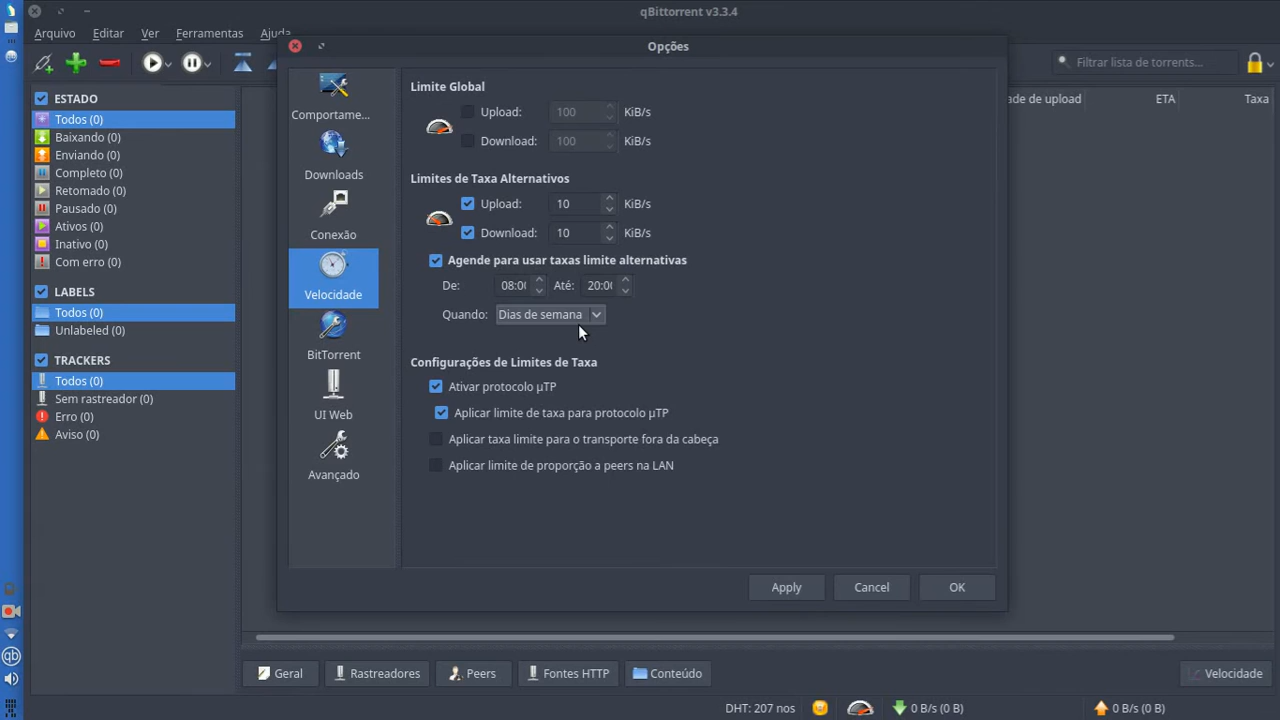 qBittorrent v3.3.4
Arquivo Editar Ver Ferramentas Ajuda
Opções
Filtrar lista de torrents...
ESTADO
Todos (0)
Baixando (0)
Enviando (0)
Completo (0)
Retomado (0)
Pausado (0)
Ativos (0)
Inativo (0)
Com erro (0)
LABELS
Todos (0)
Unlabeled (0)
TRACKERS
Todos (0)
Sem rastreador (0)
Erro (0)
Aviso (0)
Comportame...
Downloads
Conexão
Velocidade
BitTorrent
UI Web
Avançado
Limite Global
Upload: 100 KiB/s
Download: 100 KiB/s
Limites de Taxa Alternativos
Upload: 10 KiB/s
Download: 10 KiB/s
Agende para usar taxas limite alternativas
De: 08:0 Até: 20:0
Quando: Dias de semana
Configurações de Limites de Taxa
Ativar protocolo µTP
Aplicar limite de taxa para protocolo µTP
Aplicar taxa limite para o transporte fora da cabeça
Aplicar limite de proporção a peers na LAN
Apply Cancel OK
ade de upload ETA Taxa
Geral Rastreadores Peers Fontes HTTP Conteúdo Velocidade
DHT: 207 nos 0 B/s (0 B) 0 B/s (0 B)
qb